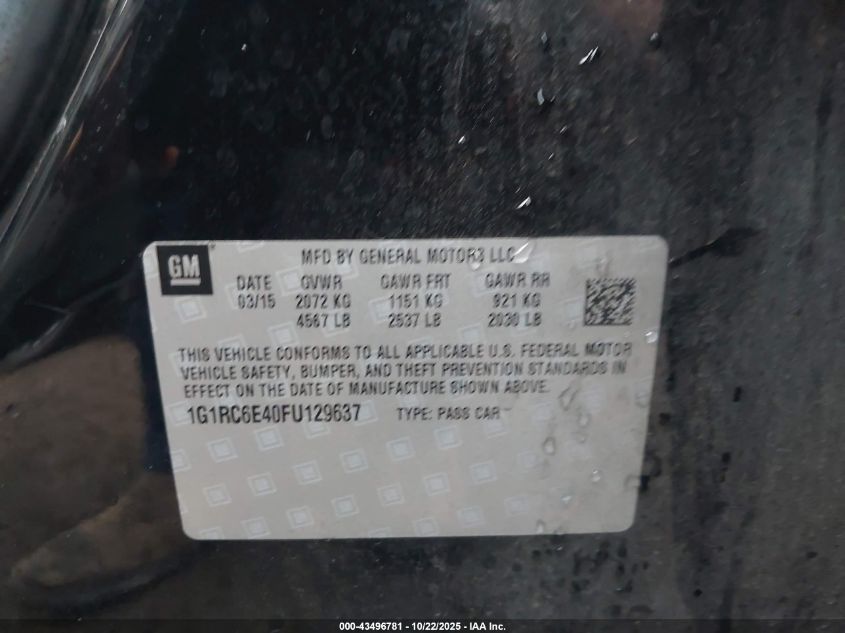 GM
MFD BY GENERAL MOTORS LLC
DATE GVWR GAWR FRT GAWR RR
03/15 2072 KG 1151 KG 921 KG
4567 LB 2537 LB 2030 LB
THIS VEHICLE CONFORMS TO ALL APPLICABLE U.S. FEDERAL MOTOR
VEHICLE SAFETY, BUMPER, AND THEFT PREVENTION STANDARDS IN
EFFECT ON THE DATE OF MANUFACTURE SHOWN ABOVE.
1G1RC6E40FU129637 TYPE: PASS CAR
000-43496781 - 10/22/2025 - IAA Inc.